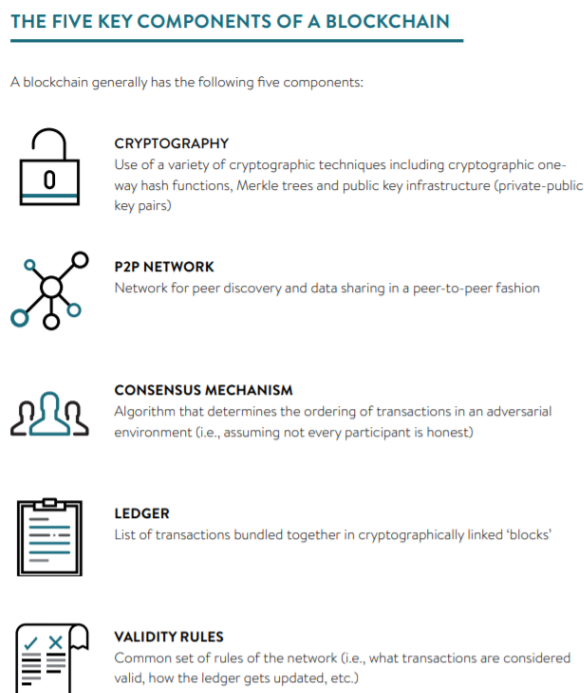 THE FIVE KEY COMPONENTS OF A BLOCKCHAIN
A blockchain generally has the following five components:
CRYPTOGRAPHY
Use of a variety of cryptographic techniques including cryptographic one-
way hash functions, Merkle trees and public key infrastructure (private-public
key pairs)
P2P NETWORK
Network for peer discovery and data sharing in a peer-to-peer fashion
CONSENSUS MECHANISM
Algorithm that determines the ordering of transactions in an adversarial
environment (i.e., assuming not every participant is honest)
LEDGER
List of transactions bundled together in cryptographically linked ‘blocks’
VALIDITY RULES
Common set of rules of the network (i.e., what transactions are considered
valid, how the ledger gets updated, etc.)